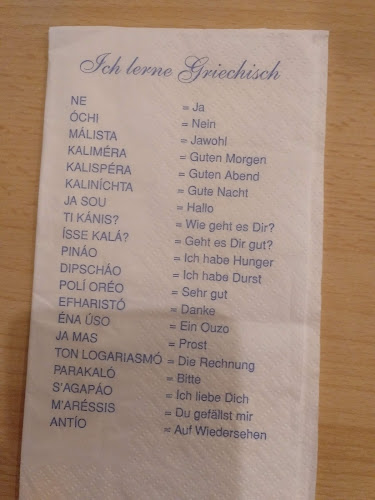 Ich lerne Griechisch
NE = Ja
ÓCHI = Nein
MÁLISTA = Jawohl
KALIMÉRA = Guten Morgen
KALISPÉRA = Guten Abend
KALINÍCHTA = Gute Nacht
JA SOU = Hallo
TI KÁNIS? = Wie geht es Dir?
ÍSSE KALÁ? = Geht es Dir gut?
PINÁO = Ich habe Hunger
DIPSCHÁO = Ich habe Durst
POLÍ ORÉO = Sehr gut
EFHARISTÓ = Danke
ÉNA ÚSO = Ein Ouzo
JA MAS = Prost
TON LOGARIASMÓ = Die Rechnung
PARAKALÓ = Bitte
S'AGAPÁO = Ich liebe Dich
M'ARÉSSIS = Du gefällst mir
ANTÍO = Auf Wiedersehen